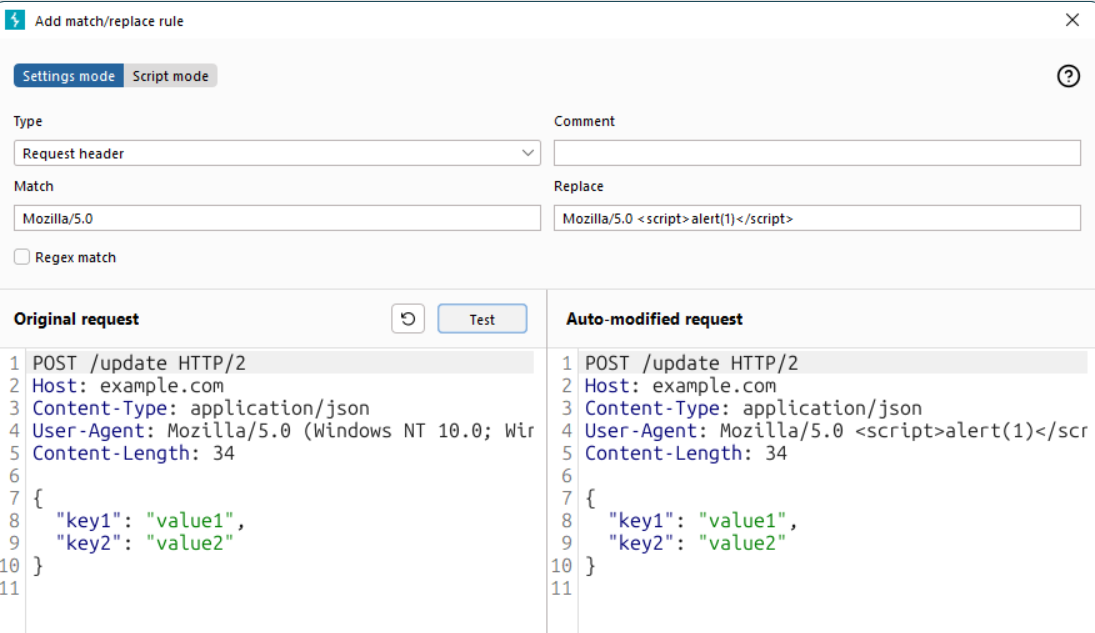 Add match/replace rule
Settings mode Script mode
Type
Comment
Request header
Match
Replace
Mozilla/5.0
Mozilla/5.0 <script>alert(1)</script>
Regex match
Original request
Test
Auto-modified request
1 POST /update HTTP/2
2 Host: example.com
3 Content-Type: application/json
4 User-Agent: Mozilla/5.0 (Windows NT 10.0; Win
5 Content-Length: 34
6
7 {
8 "key1": "value1",
9 "key2": "value2"
10 }
11
1 POST /update HTTP/2
2 Host: example.com
3 Content-Type: application/json
4 User-Agent: Mozilla/5.0 <script>alert(1)</scr
5 Content-Length: 34
6
7 {
8 "key1": "value1",
9 "key2": "value2"
10 }
11